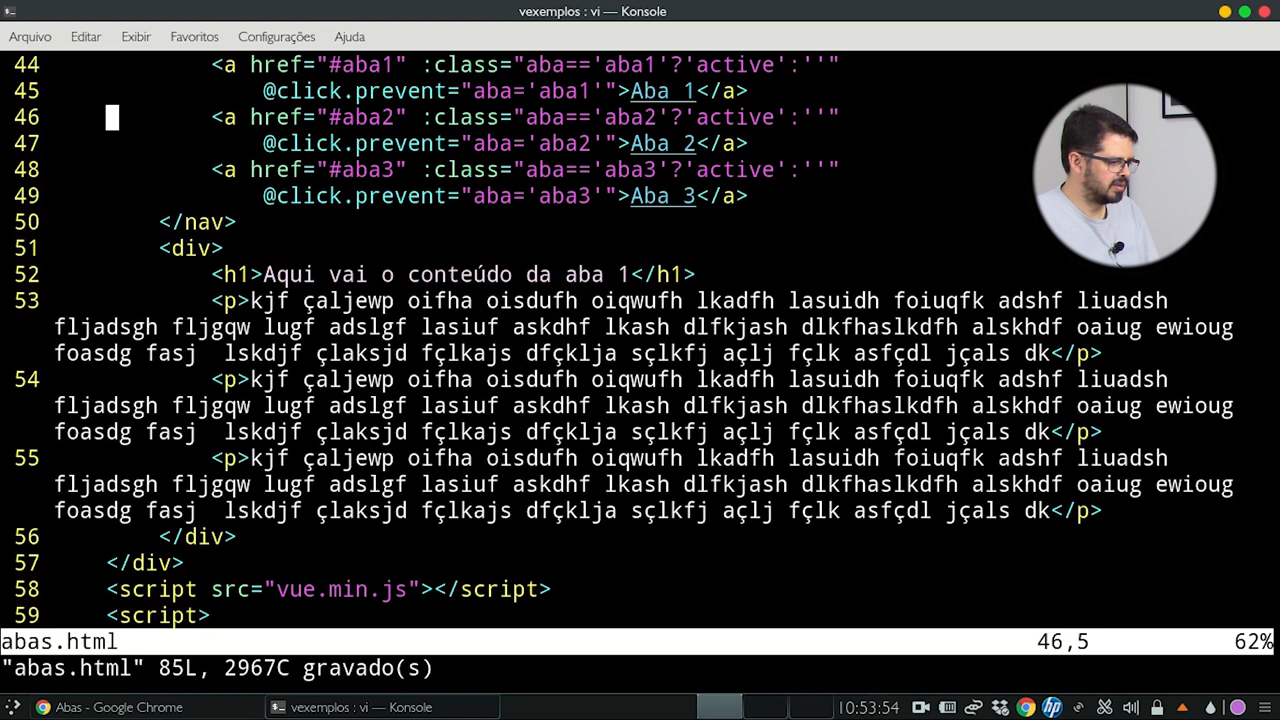 vexemplos : vi — Konsole
Arquivo Editar Exibir Favoritos Configurações Ajuda
44 <a href="#aba1" :class="aba=='aba1'?'active':''"
45 @click.prevent="aba='aba1'">Aba 1</a>
46 <a href="#aba2" :class="aba=='aba2'?'active':''"
47 @click.prevent="aba='aba2'">Aba 2</a>
48 <a href="#aba3" :class="aba=='aba3'?'active':''"
49 @click.prevent="aba='aba3'">Aba 3</a>
50 </nav>
51 <div>
52 <h1>Aqui vai o conteúdo da aba 1</h1>
53 <p>kjf çaljewp oifha oisdufh oiqwufh lkadfh lasuidh foiuqfk adshf liuadsh
fljadsgh fljgqw lugf adslgf lasiuf askdhf lkash dlfkjash dlkfhaslkdfh alskhdf oaiug ewioug
foasdg fasj  lskdjf çlaksjd fçlkajs dfçklja sçlkfj açlj fçlk asfçdl jçals dk</p>
54 <p>kjf çaljewp oifha oisdufh oiqwufh lkadfh lasuidh foiuqfk adshf liuadsh
fljadsgh fljgqw lugf adslgf lasiuf askdhf lkash dlfkjash dlkfhaslkdfh alskhdf oaiug ewioug
foasdg fasj  lskdjf çlaksjd fçlkajs dfçklja sçlkfj açlj fçlk asfçdl jçals dk</p>
55 <p>kjf çaljewp oifha oisdufh oiqwufh lkadfh lasuidh foiuqfk adshf liuadsh
fljadsgh fljgqw lugf adslgf lasiuf askdhf lkash dlfkjash dlkfhaslkdfh alskhdf oaiug ewioug
foasdg fasj  lskdjf çlaksjd fçlkajs dfçklja sçlkfj açlj fçlk asfçdl jçals dk</p>
56 </div>
57 </div>
58 <script src="vue.min.js"></script>
59 <script>
abas.html 46,5 62%
"abas.html" 85L, 2967C gravado(s)
Abas - Google Chrome vexemplos : vi — Konsole 10:53:54 hp